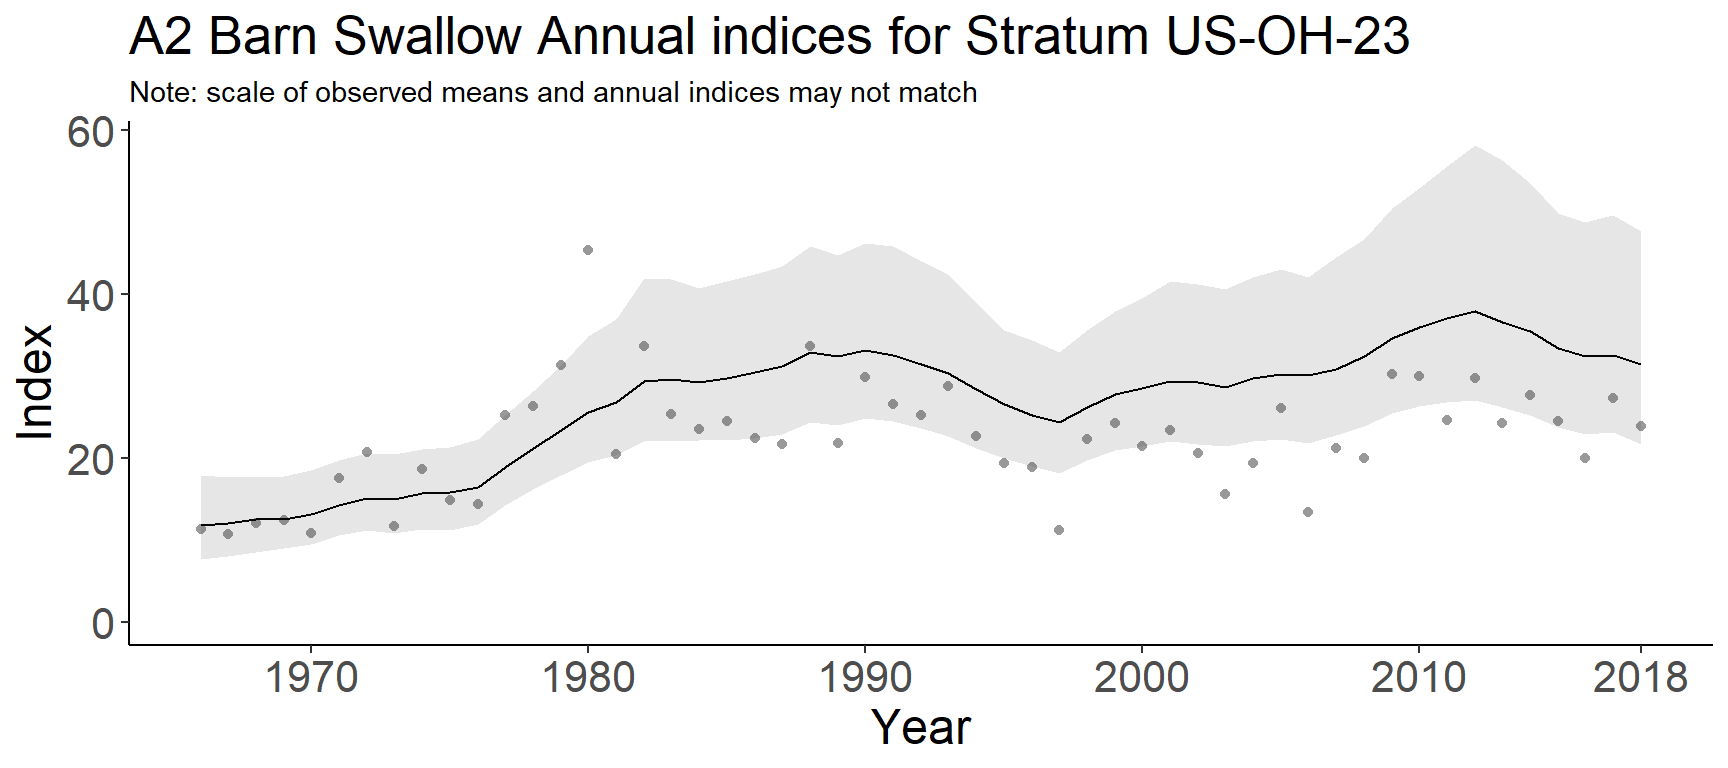 A2 Barn Swallow Annual indices for Stratum US-OH-23
Note: scale of observed means and annual indices may not match
60
40
20
0
Index
1970 1980 1990 2000 2010 2018
Year